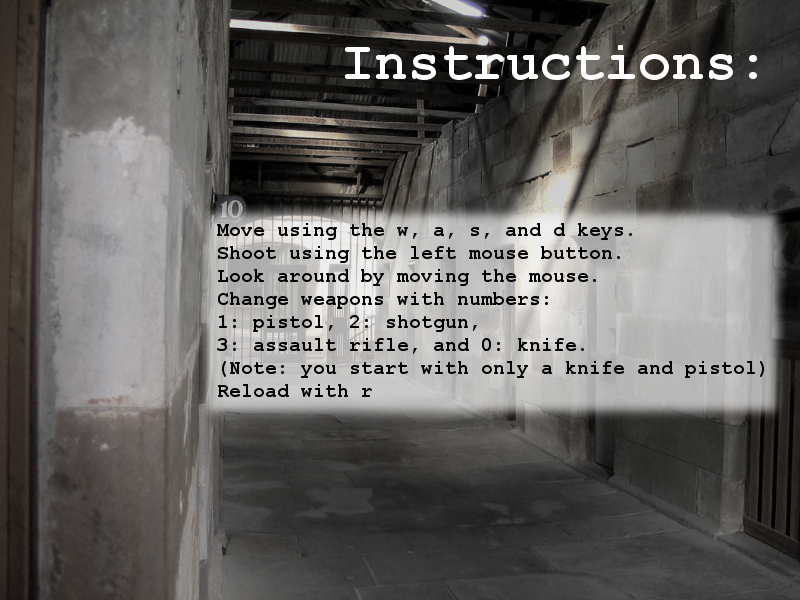 Instructions:
10
Move using the w, a, s, and d keys.
Shoot using the left mouse button.
Look around by moving the mouse.
Change weapons with numbers:
1: pistol, 2: shotgun,
3: assault rifle, and 0: knife.
(Note: you start with only a knife and pistol)
Reload with r